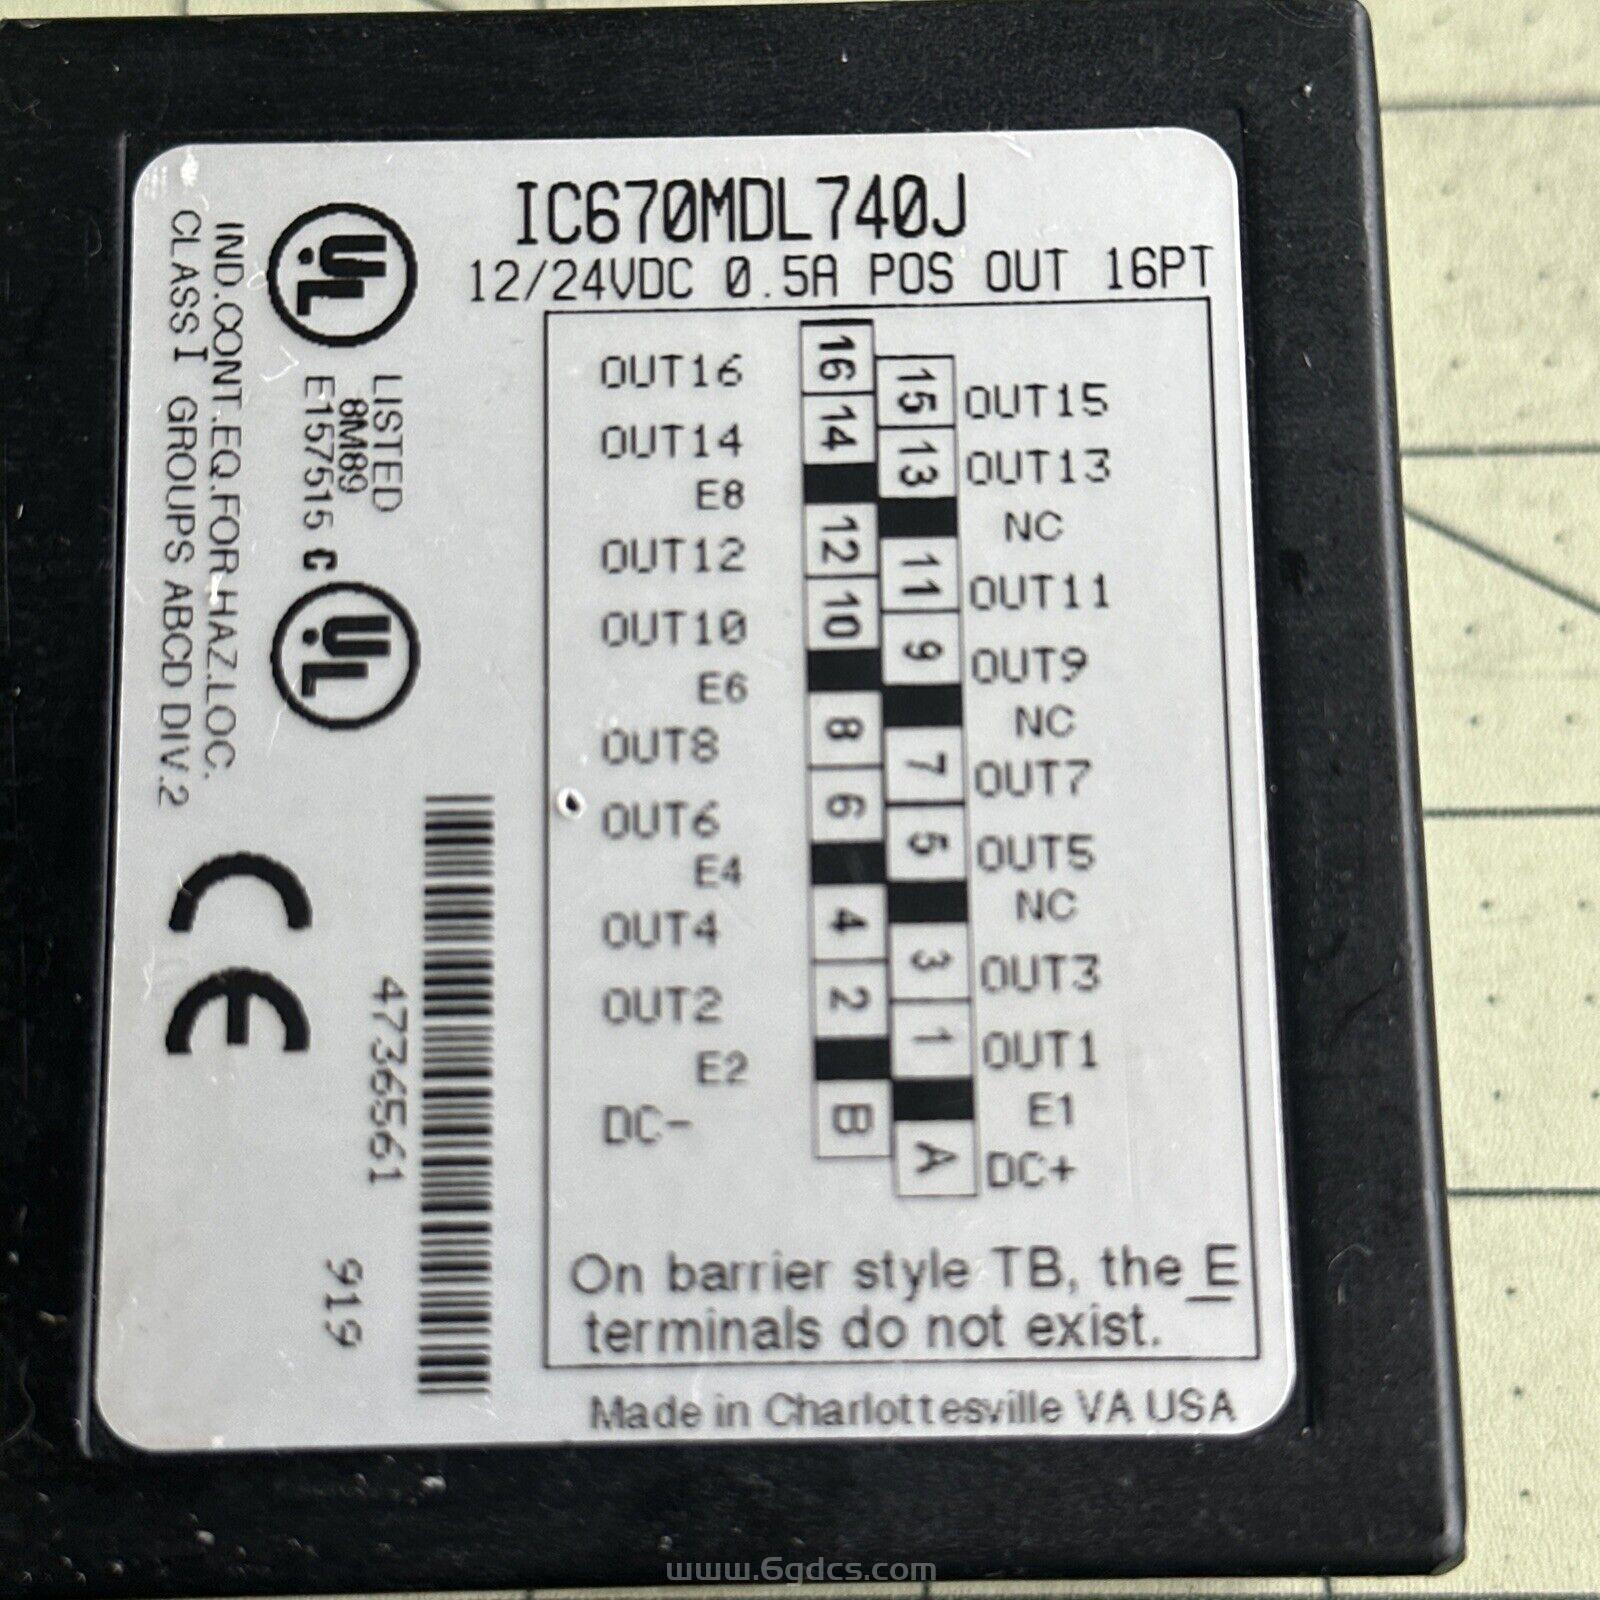 IC670MDL740J
12/24VDC 0.5A POS OUT 16PT
OUT16 16
15 OUT15
OUT14 14
13 OUT13
E8
NC
OUT12 12
11 OUT11
OUT10 10
9 OUT9
E6
NC
OUT8 8
7 OUT7
OUT6 6
5 OUT5
E4
NC
OUT4 4
3 OUT3
OUT2 2
1 OUT1
E2
E1
DC- B
A DC+
On barrier style TB, the E
terminals do not exist.
Made in Charlottesville VA USA
UL
LISTED
8M89
E157515
C UL
IND.CONT.EQ.FOR HAZ.LOC.
CLASS I GROUPS ABCD DIV.2
CE
4736561
919
www.6gdcs.com